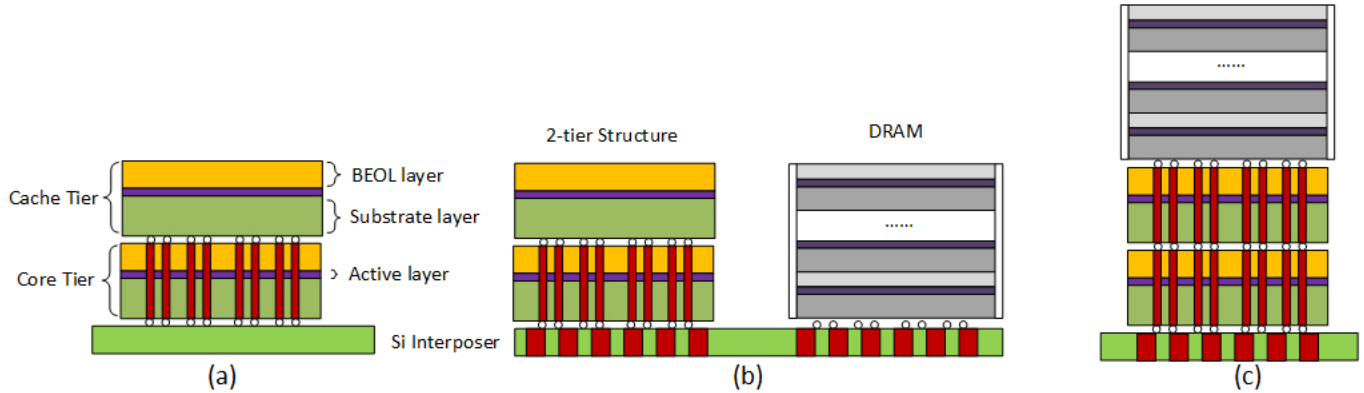 ......
2-tier Structure
DRAM
BEOL layer
Cache Tier
Substrate layer
......
Core Tier
Active layer
Si Interposer
(a)
(b)
(c)